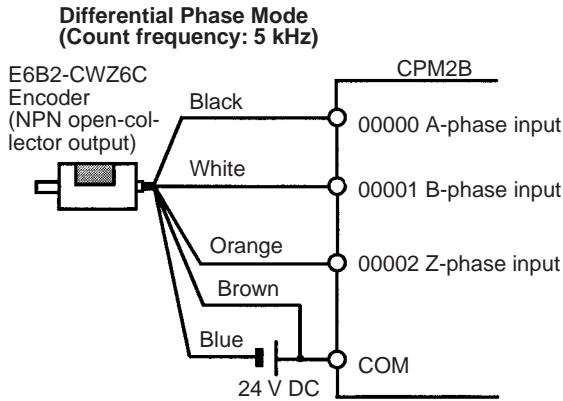 Differential Phase Mode
(Count frequency: 5 kHz)
E6B2-CWZ6C
Encoder
(NPN open-col-
lector output)
CPM2B
Black
00000 A-phase input
White
00001 B-phase input
Orange
00002 Z-phase input
Brown
Blue
COM
24 V DC